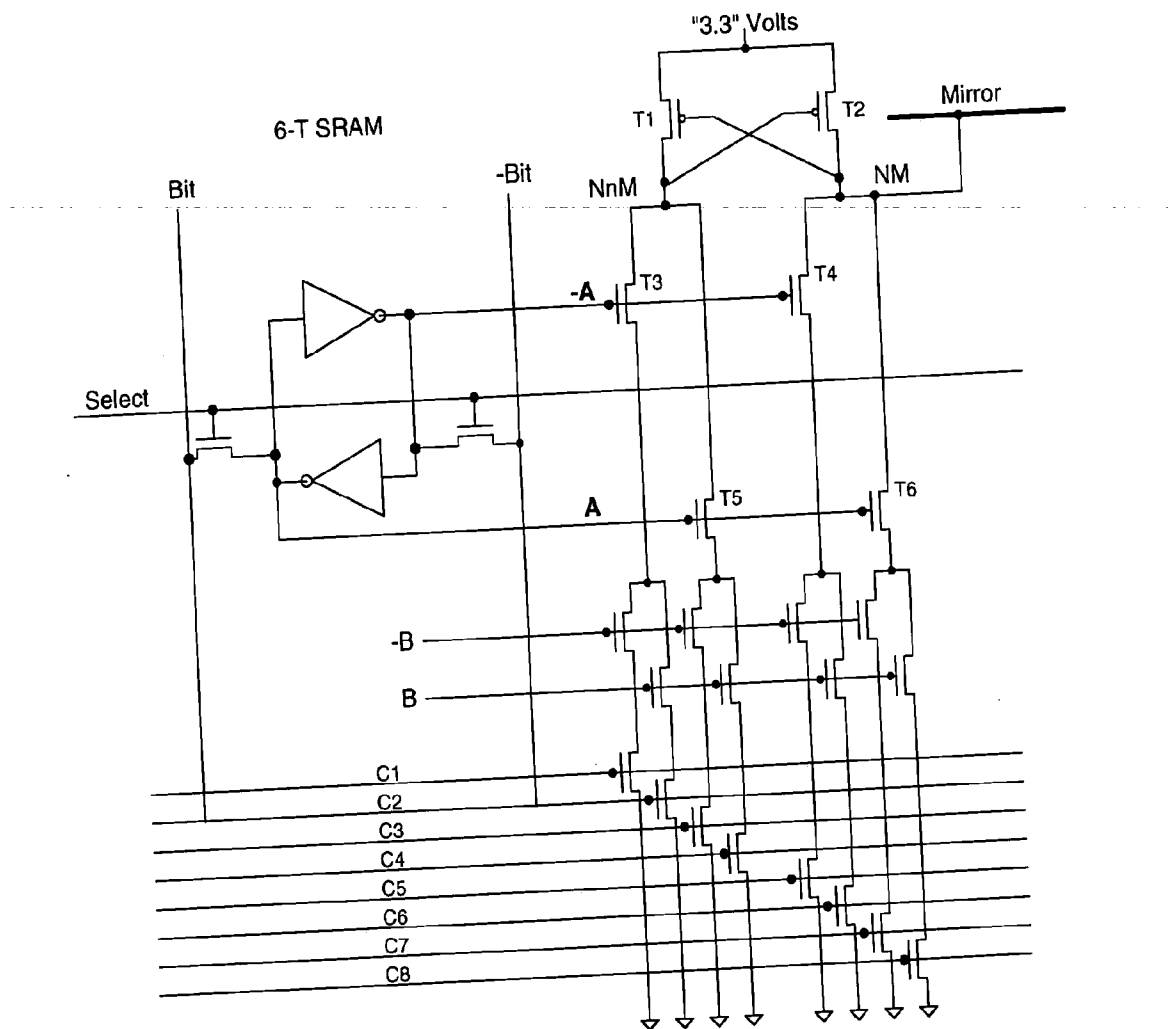 "3.3" Volts
T1
T2
Mirror
6-T SRAM
Bit
-Bit
NnM
NM
-A
T3
T4
Select
A
T5
T6
-B
B
C1
C2
C3
C4
C5
C6
C7
C8